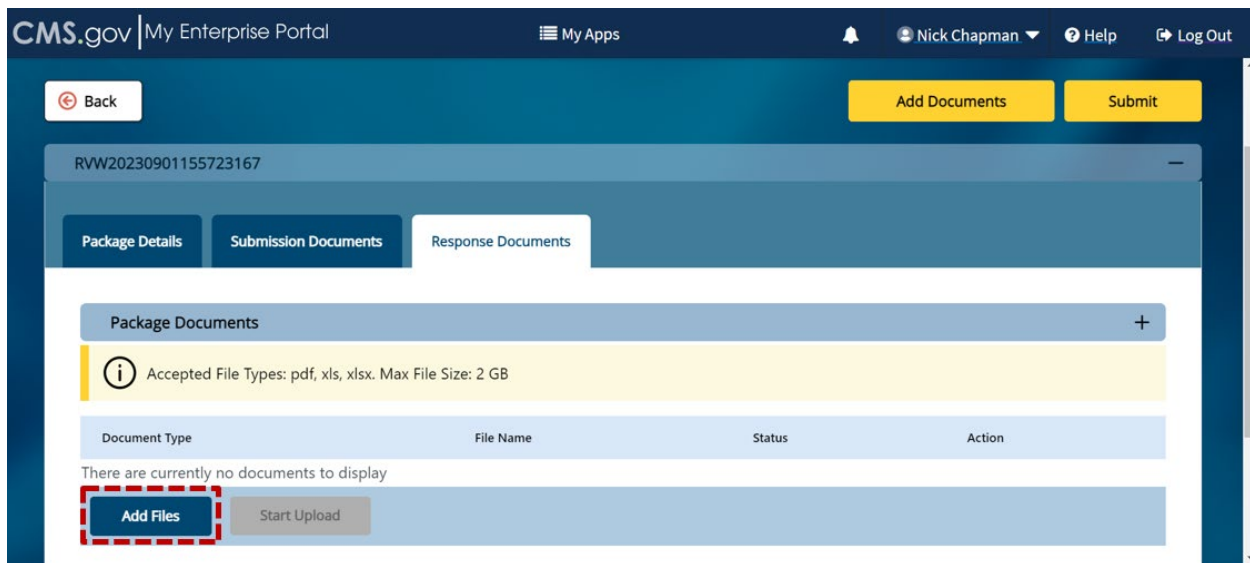 CMS.gov | My Enterprise Portal My Apps Nick Chapman Help Log Out
Back Add Documents Submit
RVW20230901155723167
Package Details Submission Documents Response Documents
Package Documents
Accepted File Types: pdf, xls, xlsx. Max File Size: 2 GB
Document Type File Name Status Action
There are currently no documents to display
Add Files Start Upload